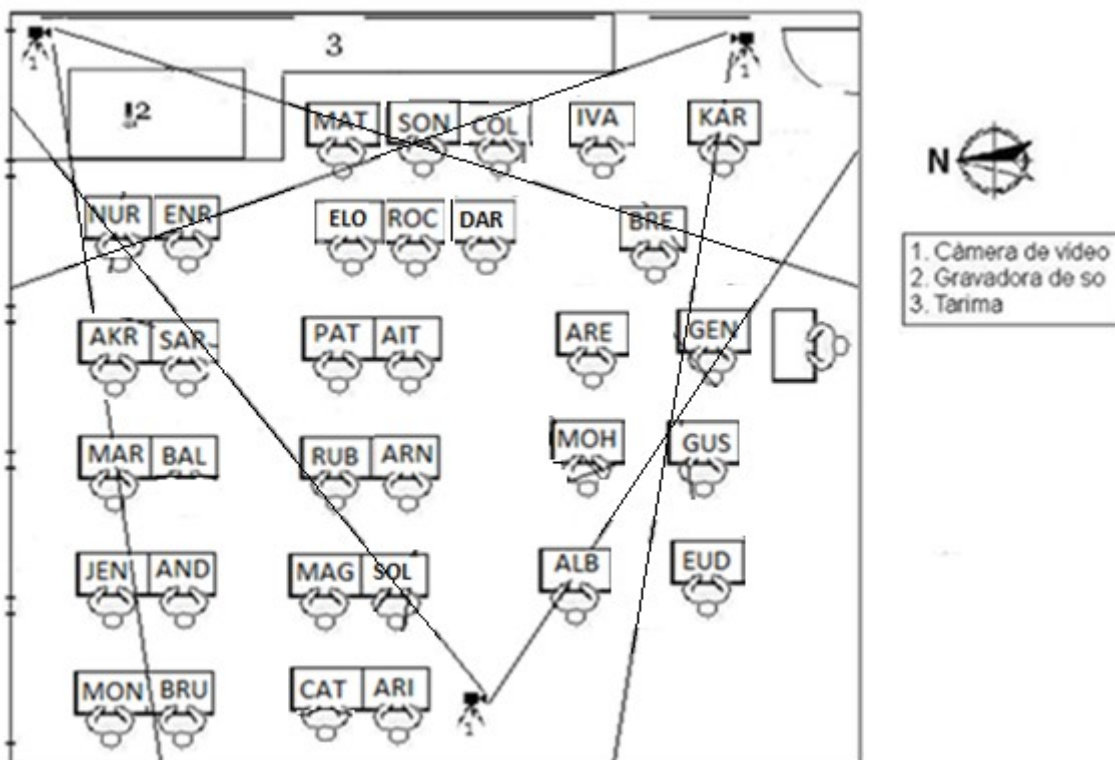 1
3
1
2
MAT SON COL IVA KAR
N
NUR ENR ELO ROC DAR BRE
1. Càmera de vídeo
2. Gravadora de so
3. Tarima
AKR SAR PAT AIT ARE GEN
MAR BAL RUB ARN MOH GUS
JEN AND MAG SOL ALB EUD
MON BRU CAT ARI
1